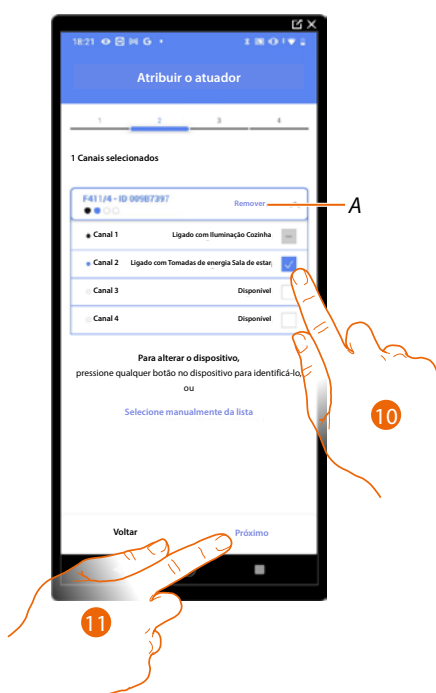 18:21
Atribuir o atuador
1 2 3 4
1 Canais selecionados
F411/4 - ID 009B7397
Remover
A
Canal 1 Ligado com Iluminação Cozinha
Canal 2 Ligado com Tomadas de energia Sala de estar
Canal 3 Disponível
Canal 4 Disponível
Para alterar o dispositivo,
pressione qualquer botão no dispositivo para identificá-lo,
ou
Selecione manualmente da lista
10
Voltar Próximo
11